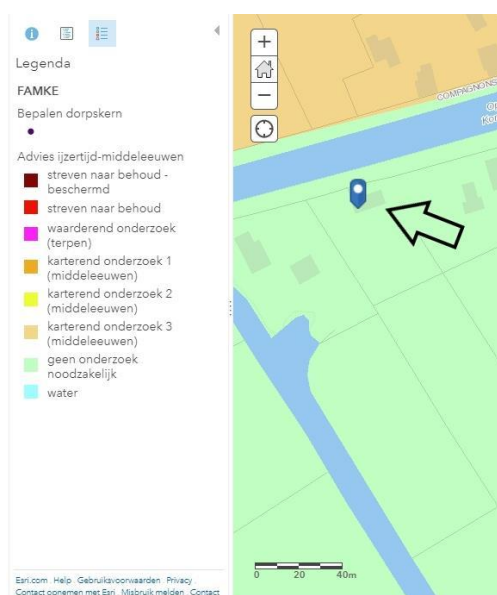 Legenda
FAMKE
Bepalen dorpskern
Advies ijzertijd-middeleeuwen
streven naar behoud -
beschermd
streven naar behoud
waarderend onderzoek
(terpen)
karterend onderzoek 1
(middeleeuwen)
karterend onderzoek 2
(middeleeuwen)
karterend onderzoek 3
(middeleeuwen)
geen onderzoek
noodzakelijk
water
Esri.com Help Gebruiksvoorwaarden Privacy
Contact opnemen met Esri Misbruik melden Contact
+
−
COMPAGNONS
0 20 40m